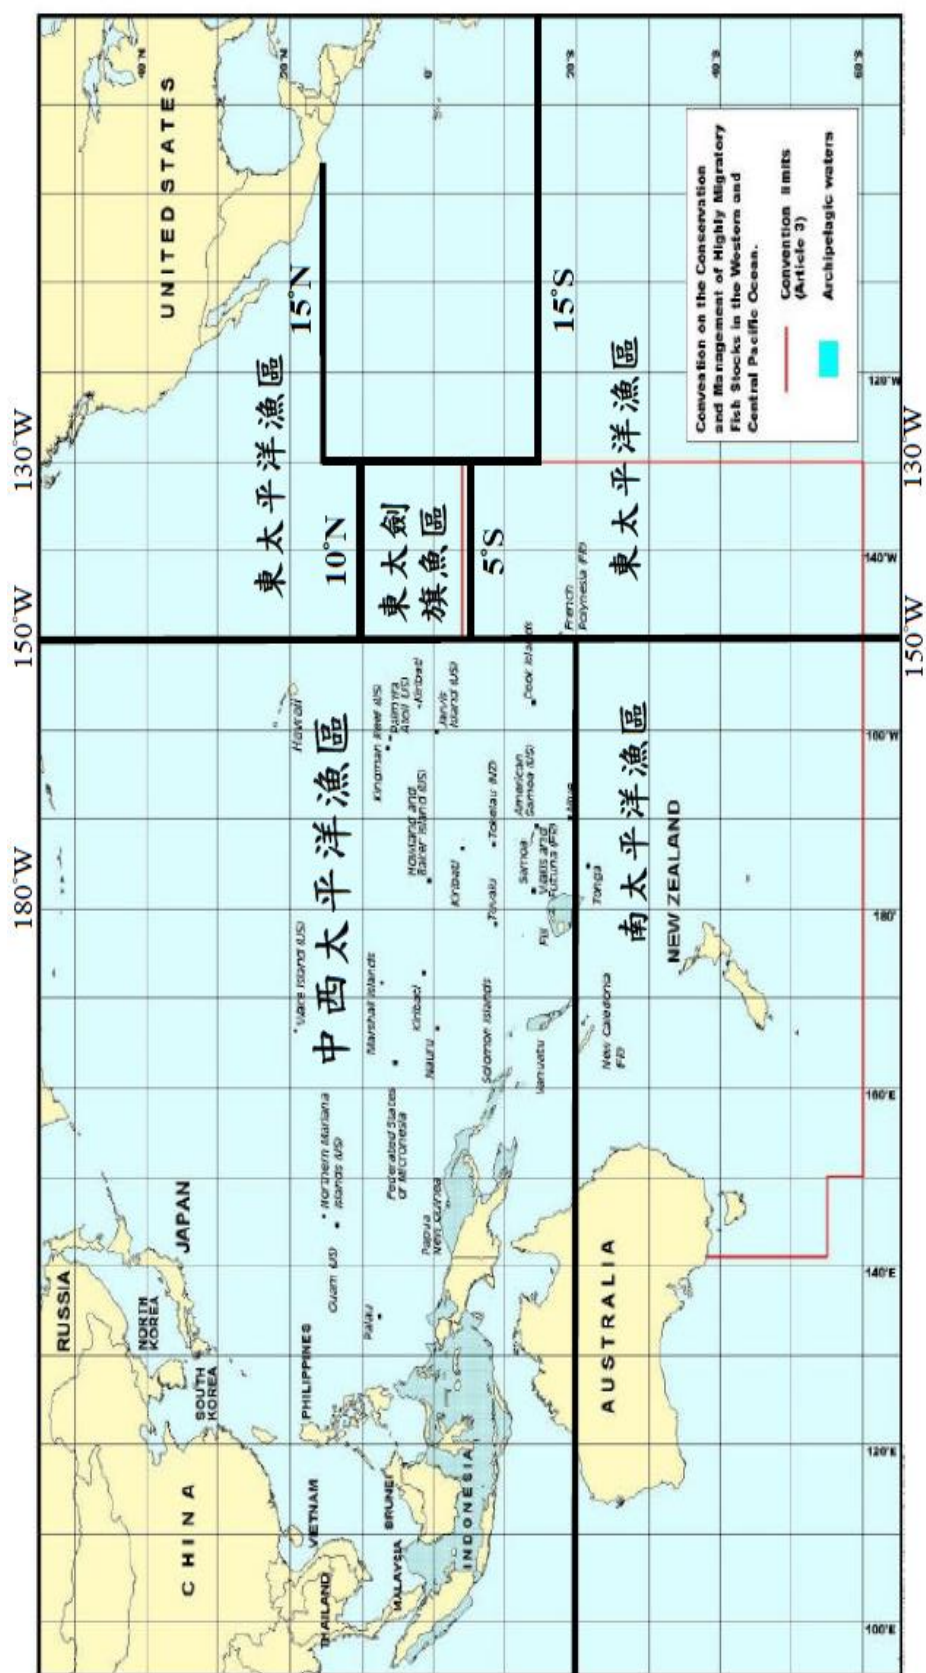 180°W
150°W
130°W
UNITED STATES
40°N
20°N
0°
20°S
40°S
60°S
RUSSIA
NORTH
KOREA
JAPAN
SOUTH
KOREA
CHINA
東太平洋漁區
15°N
Hawaii
Wake Island (US)
中西太平洋漁區
Northern Mariana
Islands (US)
Guam (US)
PHILIPPINES
VIETNAM
THAILAND
10°N
Marshall Islands
Kingman Reef (US)
Palmyra
Atoll (US)
Kiribati
Palau
Federated States
of Micronesia
BRUNEI
MALAYSIA
東太劍
旗魚區
Howland and
Baker Island (US)
Kiribati
Nauru
Jarvis
Island (US)
Kiribati
Papua
New Guinea
INDONESIA
5°S
Solomon Islands
Tuvalu
Tokelau (NZ)
Cook Islands
American
Samoa (US)
Samoa
Wallis and
Futuna (FR)
Fiji
Vanuatu
15°S
French
Polynesia (FR)
Tonga
New Caledonia
(FR)
東太平洋漁區
南太平洋漁區
AUSTRALIA
NEW ZEALAND
Convention on the Conservation
and Management of Highly Migratory
Fish Stocks in the Western and
Central Pacific Ocean.
Convention limits
(Article 3)
Archipelagic waters
100°E
120°E
140°E
160°E
180°
160°W
140°W
120°W
150°W
130°W